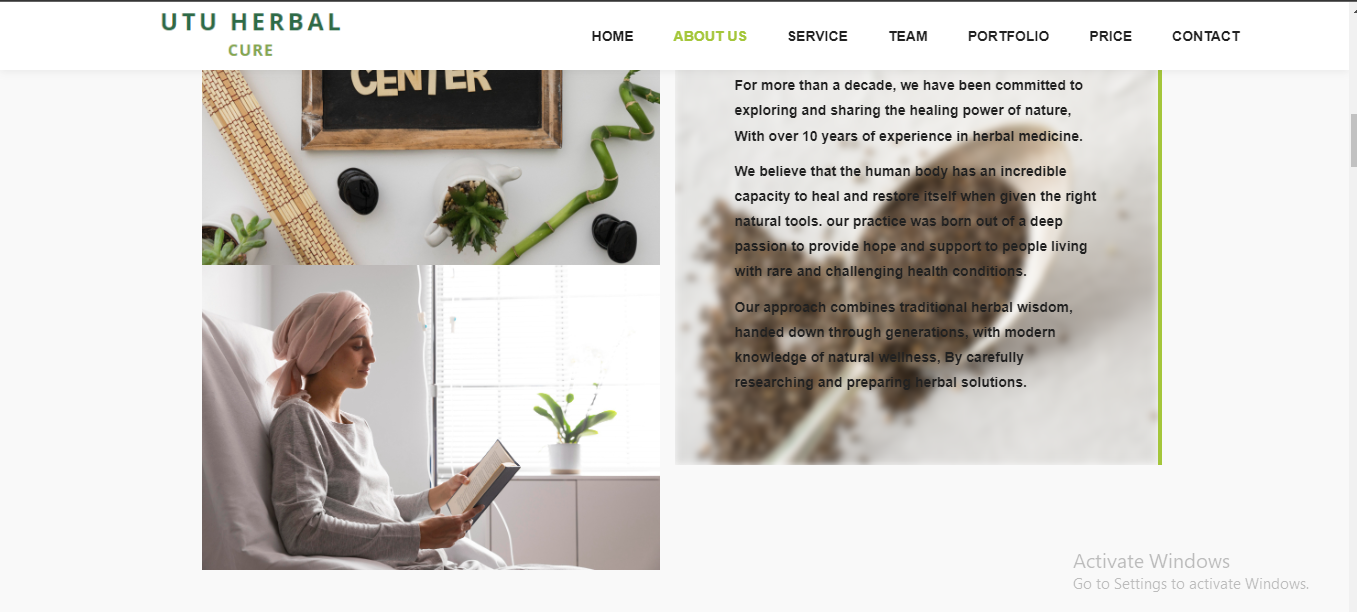 UTU HERBAL
CURE
HOME ABOUT US SERVICE TEAM PORTFOLIO PRICE CONTACT
CENTER
For more than a decade, we have been committed to
exploring and sharing the healing power of nature,
With over 10 years of experience in herbal medicine.
We believe that the human body has an incredible
capacity to heal and restore itself when given the right
natural tools. our practice was born out of a deep
passion to provide hope and support to people living
with rare and challenging health conditions.
Our approach combines traditional herbal wisdom,
handed down through generations, with modern
knowledge of natural wellness, By carefully
researching and preparing herbal solutions.
Activate Windows
Go to Settings to activate Windows.